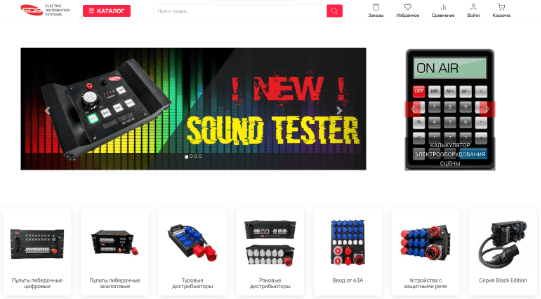 EDS
ELECTRIC
DISTRIBUTION
SYSTEMS
КАТАЛОГ
Поиск товаров...
Заказы
Избранное
Сравнение
Войти
Корзина
! NEW !
SOUND TESTER
ON AIR
OFF
КАЛЬКУЛЯТОР
ЭЛЕКТРООБОРУДОВАНИЯ
СЦЕНЫ
Пульты лебедочные
цифровые
Пульты лебедочные
аналоговые
Туровые
дистрибьюторы
Рэковые
дистрибьюторы
Ввод от 63А
Устройства с
защитными реле
Серия Black Edition